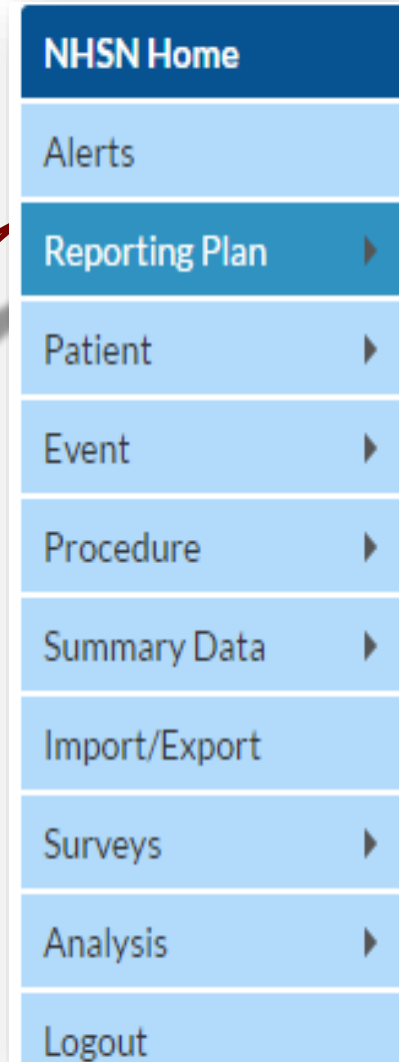 NHSN Home
Alerts
Reporting Plan
Patient
Event
Procedure
Summary Data
Import/Export
Surveys
Analysis
Logout